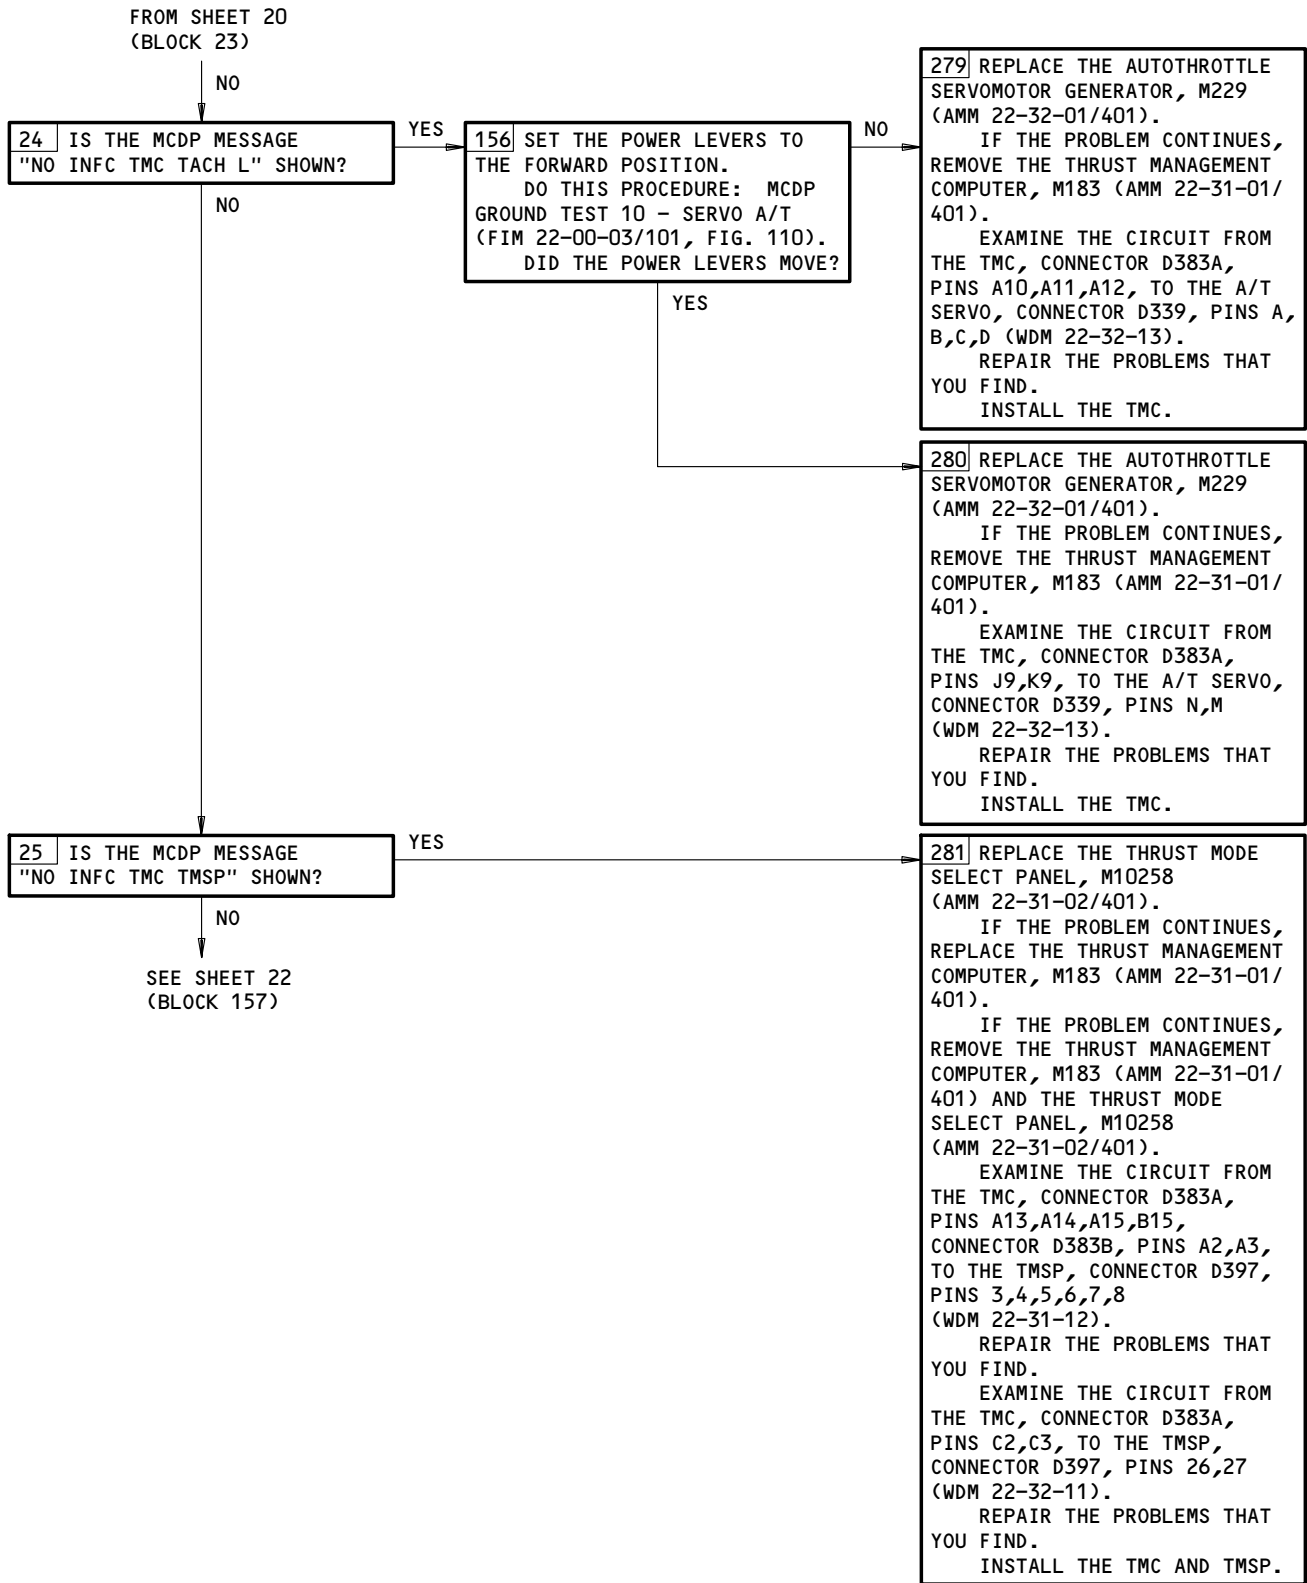 FROM SHEET 20
(BLOCK 23)
NO
24 IS THE MCDP MESSAGE
"NO INFC TMC TACH L" SHOWN?
YES
NO
156 SET THE POWER LEVERS TO
THE FORWARD POSITION.
DO THIS PROCEDURE: MCDP
GROUND TEST 10 – SERVO A/T
(FIM 22-00-03/101, FIG. 110).
DID THE POWER LEVERS MOVE?
NO
YES
279 REPLACE THE AUTOTHROTTLE
SERVOMOTOR GENERATOR, M229
(AMM 22-32-01/401).
IF THE PROBLEM CONTINUES,
REMOVE THE THRUST MANAGEMENT
COMPUTER, M183 (AMM 22-31-01/
401).
EXAMINE THE CIRCUIT FROM
THE TMC, CONNECTOR D383A,
PINS A10,A11,A12, TO THE A/T
SERVO, CONNECTOR D339, PINS A,
B,C,D (WDM 22-32-13).
REPAIR THE PROBLEMS THAT
YOU FIND.
INSTALL THE TMC.
280 REPLACE THE AUTOTHROTTLE
SERVOMOTOR GENERATOR, M229
(AMM 22-32-01/401).
IF THE PROBLEM CONTINUES,
REMOVE THE THRUST MANAGEMENT
COMPUTER, M183 (AMM 22-31-01/
401).
EXAMINE THE CIRCUIT FROM
THE TMC, CONNECTOR D383A,
PINS J9,K9, TO THE A/T SERVO,
CONNECTOR D339, PINS N,M
(WDM 22-32-13).
REPAIR THE PROBLEMS THAT
YOU FIND.
INSTALL THE TMC.
25 IS THE MCDP MESSAGE
"NO INFC TMC TMSP" SHOWN?
YES
NO
SEE SHEET 22
(BLOCK 157)
281 REPLACE THE THRUST MODE
SELECT PANEL, M10258
(AMM 22-31-02/401).
IF THE PROBLEM CONTINUES,
REPLACE THE THRUST MANAGEMENT
COMPUTER, M183 (AMM 22-31-01/
401).
IF THE PROBLEM CONTINUES,
REMOVE THE THRUST MANAGEMENT
COMPUTER, M183 (AMM 22-31-01/
401) AND THE THRUST MODE
SELECT PANEL, M10258
(AMM 22-31-02/401).
EXAMINE THE CIRCUIT FROM
THE TMC, CONNECTOR D383A,
PINS A13,A14,A15,B15,
CONNECTOR D383B, PINS A2,A3,
TO THE TMSP, CONNECTOR D397,
PINS 3,4,5,6,7,8
(WDM 22-31-12).
REPAIR THE PROBLEMS THAT
YOU FIND.
EXAMINE THE CIRCUIT FROM
THE TMC, CONNECTOR D383A,
PINS C2,C3, TO THE TMSP,
CONNECTOR D397, PINS 26,27
(WDM 22-32-11).
REPAIR THE PROBLEMS THAT
YOU FIND.
INSTALL THE TMC AND TMSP.